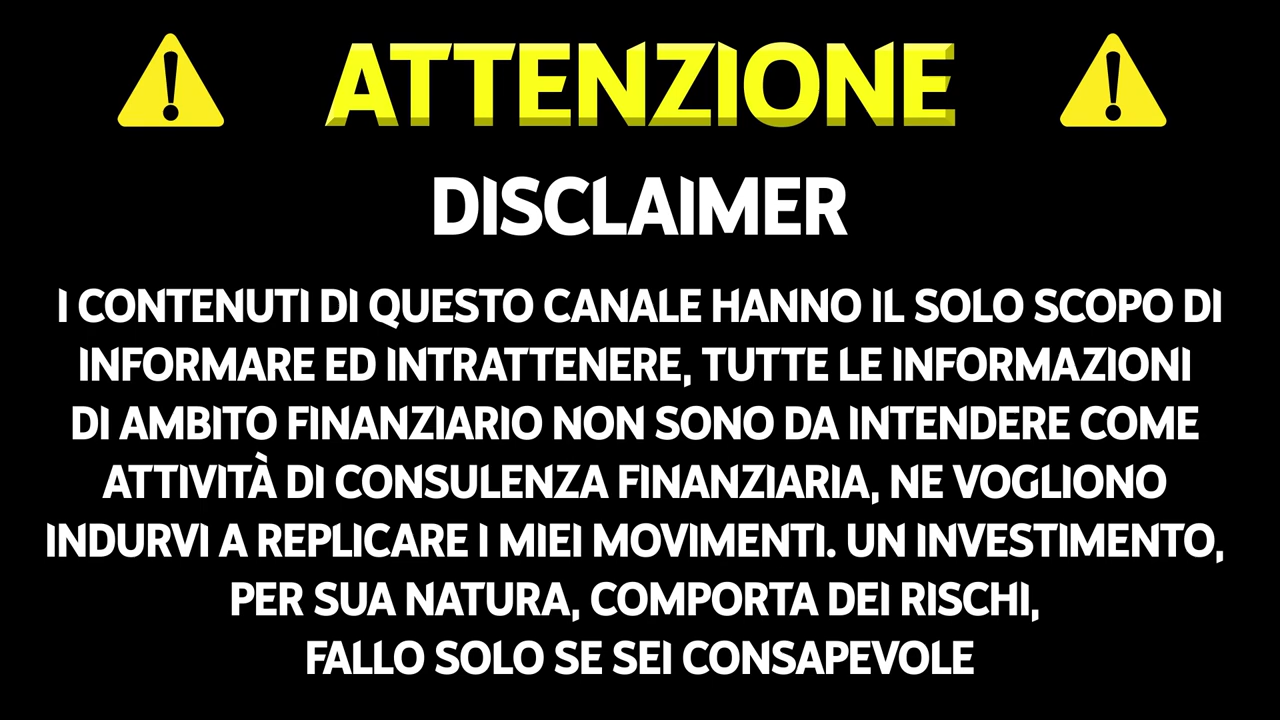 ATTENZIONE
DISCLAIMER
I CONTENUTI DI QUESTO CANALE HANNO IL SOLO SCOPO DI
INFORMARE ED INTRATTENERE, TUTTE LE INFORMAZIONI
DI AMBITO FINANZIARIO NON SONO DA INTENDERE COME
ATTIVITÀ DI CONSULENZA FINANZIARIA, NE VOGLIONO
INDURVI A REPLICARE I MIEI MOVIMENTI. UN INVESTIMENTO,
PER SUA NATURA, COMPORTA DEI RISCHI,
FALLO SOLO SE SEI CONSAPEVOLE